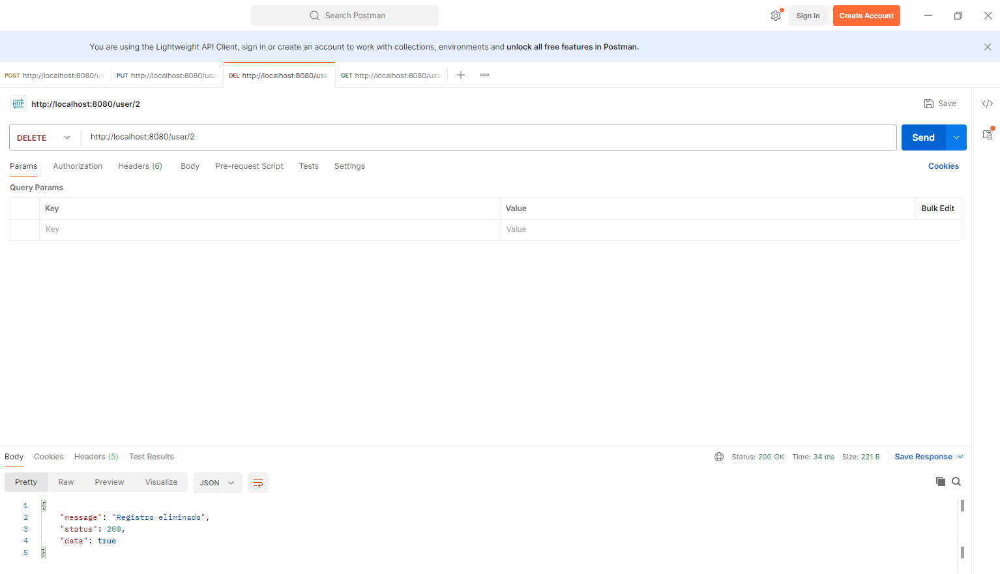 Search Postman
Sign In
Create Account
You are using the Lightweight API Client, sign in or create an account to work with collections, environments and unlock all free features in Postman.
POST http://localhost:8080/us
PUT http://localhost:8080/use
DEL http://localhost:8080/use
GET http://localhost:8080/use
HTTP
http://localhost:8080/user/2
Save
</>
DELETE
http://localhost:8080/user/2
Send
Params
Authorization
Headers (6)
Body
Pre-request Script
Tests
Settings
Cookies
Query Params
Key
Value
Bulk Edit
Key
Value
Body
Cookies
Headers (5)
Test Results
Status: 200 OK
Time: 34 ms
Size: 221 B
Save Response
Pretty
Raw
Preview
Visualize
JSON
1 {
2 "message": "Registro eliminado",
3 "status": 200,
4 "data": true
5 }